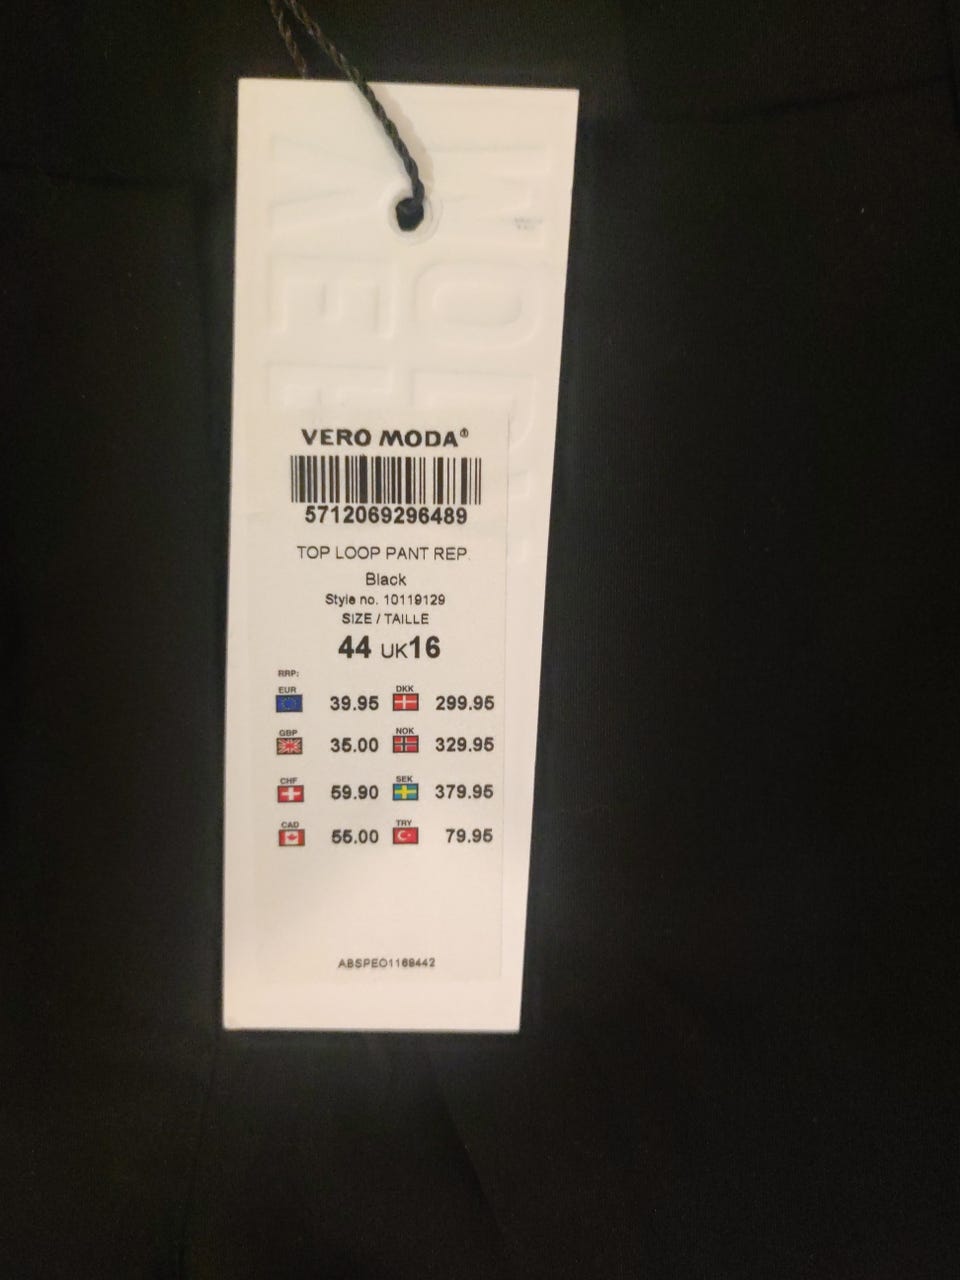 VERO MODA®
5712069296489
TOP LOOP PANT REP.
Black
Style no. 10119129
SIZE / TAILLE
44 UK16
RRP:
EUR 39.95 DKK 299.95
GBP 35.00 NOK 329.95
CHF 59.90 SEK 379.95
CAD 55.00 TRY 79.95